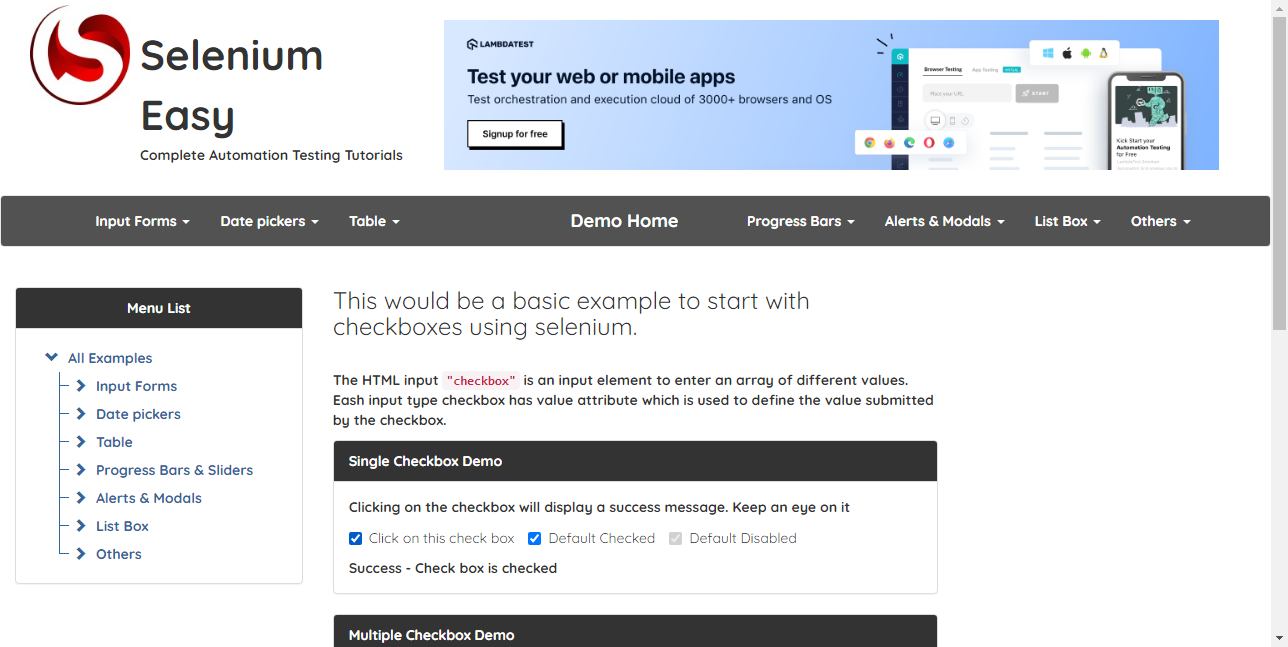 Selenium
Easy
Complete Automation Testing Tutorials
LAMBDATEST
Test your web or mobile apps
Test orchestration and execution cloud of 3000+ browsers and OS
Signup for free
Browser Testing
App Testing
START
Kick Start your
Automation Testing
for Free
Input Forms
Date pickers
Table
Demo Home
Progress Bars
Alerts & Modals
List Box
Others
Menu List
All Examples
Input Forms
Date pickers
Table
Progress Bars & Sliders
Alerts & Modals
List Box
Others
This would be a basic example to start with
checkboxes using selenium.
The HTML input "checkbox" is an input element to enter an array of different values.
Eash input type checkbox has value attribute which is used to define the value submitted
by the checkbox.
Single Checkbox Demo
Clicking on the checkbox will display a success message. Keep an eye on it
Click on this check box Default Checked Default Disabled
Success - Check box is checked
Multiple Checkbox Demo